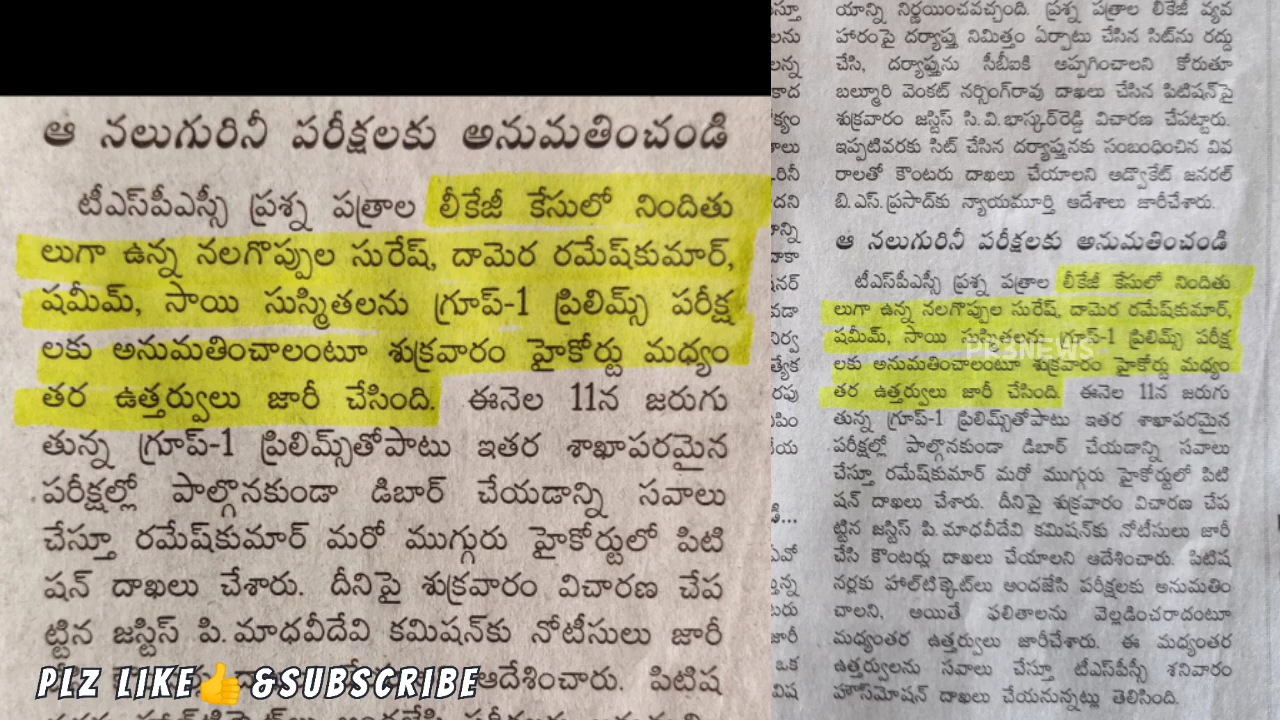 ఆ నలుగురినీ పరీక్షలకు అనుమతించండి
టీఎస్‌పీఎస్సీ ప్రశ్న పత్రాల లీకేజీ కేసులో నిందితు
లుగా ఉన్న నలగొప్పుల సురేష్, దామెర రమేష్‌కుమార్,
షమీమ్, సాయి సుస్మితలను గ్రూప్-1 ప్రిలిమ్స్ పరీక్ష
లకు అనుమతించాలంటూ శుక్రవారం హైకోర్టు మధ్యం
తర ఉత్తర్వులు జారీ చేసింది. ఈనెల 11న జరుగు
తున్న గ్రూప్-1 ప్రిలిమ్స్‌తోపాటు ఇతర శాఖాపరమైన
పరీక్షల్లో పాల్గొనకుండా డిబార్ చేయడాన్ని సవాలు
చేస్తూ రమేష్‌కుమార్ మరో ముగ్గురు హైకోర్టులో పిటి
షన్ దాఖలు చేశారు. దీనిపై శుక్రవారం విచారణ చేప
ట్టిన జస్టిస్ పి.మాధవీదేవి కమిషన్‌కు నోటీసులు జారీ
ఆదేశించారు. పిటిష
PLZ LIKE👍&SUBSCRIBE
యాన్ని నిర్ణయించవచ్చంది. ప్రశ్న పత్రాల లీకేజీ వ్యవ
హారంపై దర్యాప్తు నిమిత్తం ఏర్పాటు చేసిన సిట్‌ను రద్దు
చేసి, దర్యాప్తును సీబీఐకి అప్పగించాలని కోరుతూ
బల్మూరి వెంకట్ నర్సింగ్‌రావు దాఖలు చేసిన పిటిషన్‌పై
శుక్రవారం జస్టిస్ సి.వి.భాస్కర్‌రెడ్డి విచారణ చేపట్టారు.
ఇప్పటివరకు సిట్ చేసిన దర్యాప్తునకు సంబంధించిన వివ
రాలతో కౌంటరు దాఖలు చేయాలని అడ్వొకేట్ జనరల్
బి.ఎస్.ప్రసాద్‌కు న్యాయమూర్తి ఆదేశాలు జారీచేశారు.
ఆ నలుగురినీ పరీక్షలకు అనుమతించండి
టీఎస్‌పీఎస్సీ ప్రశ్న పత్రాల లీకేజీ కేసులో నిందితు
లుగా ఉన్న నలగొప్పుల సురేష్, దామెర రమేష్‌కుమార్,
షమీమ్, సాయి సుస్మితలను గ్రూప్-1 ప్రిలిమ్స్ పరీక్ష
లకు అనుమతించాలంటూ శుక్రవారం హైకోర్టు మధ్యం
తర ఉత్తర్వులు జారీ చేసింది. ఈనెల 11న జరుగు
తున్న గ్రూప్-1 ప్రిలిమ్స్‌తోపాటు ఇతర శాఖాపరమైన
పరీక్షల్లో పాల్గొనకుండా డిబార్ చేయడాన్ని సవాలు
చేస్తూ రమేష్‌కుమార్ మరో ముగ్గురు హైకోర్టులో పిటి
షన్ దాఖలు చేశారు. దీనిపై శుక్రవారం విచారణ చేప
ట్టిన జస్టిస్ పి.మాధవీదేవి కమిషన్‌కు నోటీసులు జారీ
చేసి కౌంటర్లు దాఖలు చేయాలని ఆదేశించారు. పిటిష
నర్లకు హాల్‌టిక్కెట్‌లు అందజేసి పరీక్షలకు అనుమతిం
చాలని, అయితే ఫలితాలను వెల్లడించరాదంటూ
మధ్యంతర ఉత్తర్వులు జారీచేశారు. ఈ మధ్యంతర
ఉత్తర్వులను సవాలు చేస్తూ టీఎస్‌పీఎస్సీ శనివారం
హౌస్‌మోషన్ దాఖలు చేయనున్నట్లు తెలిసింది.